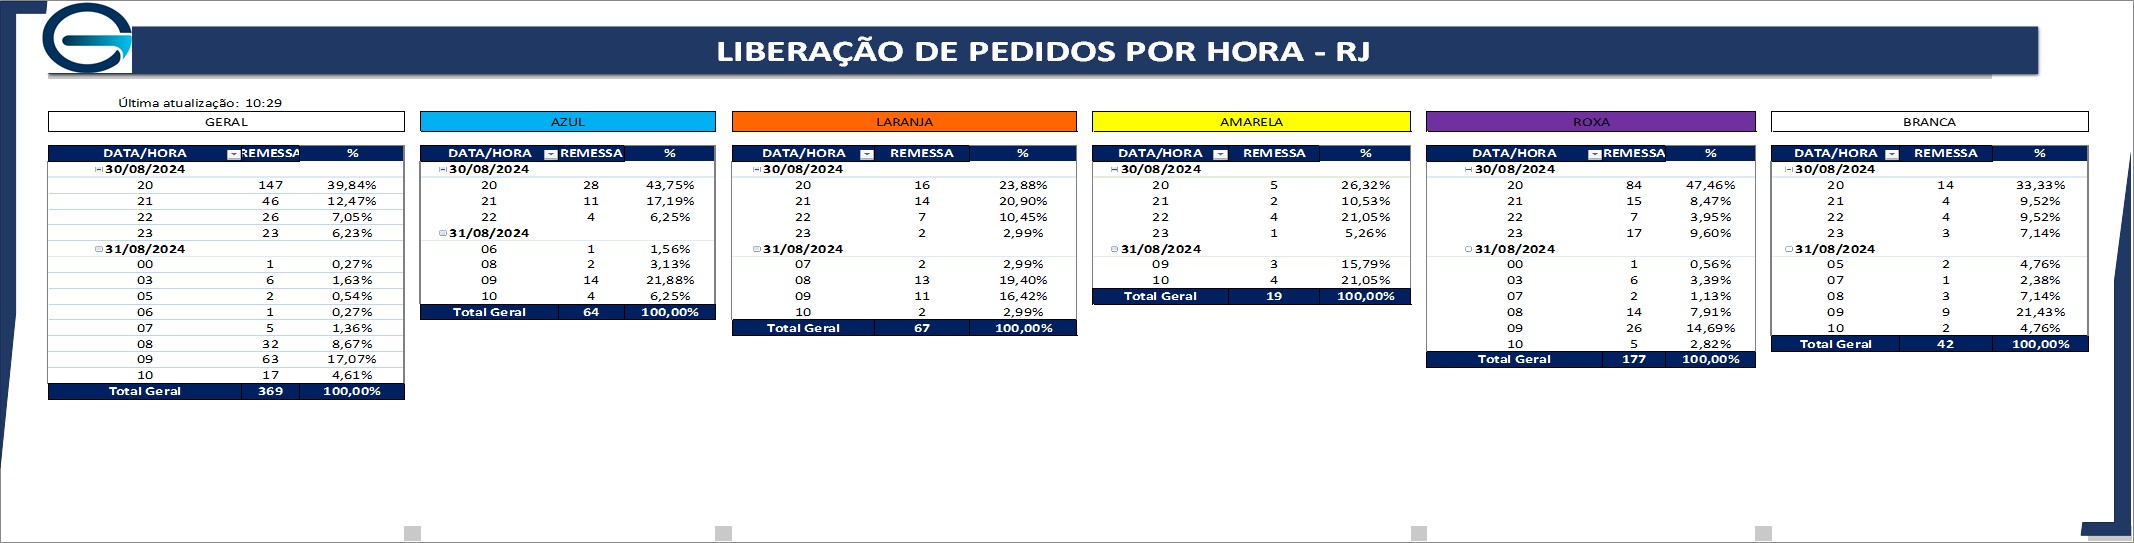 LIBERAÇÃO DE PEDIDOS POR HORA - RJ
Última atualização: 10:29
GERAL
DATA/HORA REMESSA %
30/08/2024
20 147 39,84%
21 46 12,47%
22 26 7,05%
23 23 6,23%
31/08/2024
00 1 0,27%
03 6 1,63%
05 2 0,54%
06 1 0,27%
07 5 1,36%
08 32 8,67%
09 63 17,07%
10 17 4,61%
Total Geral 369 100,00%
AZUL
DATA/HORA REMESSA %
30/08/2024
20 28 43,75%
21 11 17,19%
22 4 6,25%
31/08/2024
06 1 1,56%
08 2 3,13%
09 14 21,88%
10 4 6,25%
Total Geral 64 100,00%
LARANJA
DATA/HORA REMESSA %
30/08/2024
20 16 23,88%
21 14 20,90%
22 7 10,45%
23 2 2,99%
31/08/2024
07 2 2,99%
08 13 19,40%
09 11 16,42%
10 2 2,99%
Total Geral 67 100,00%
AMARELA
DATA/HORA REMESSA %
30/08/2024
20 5 26,32%
21 2 10,53%
22 4 21,05%
23 1 5,26%
31/08/2024
09 3 15,79%
10 4 21,05%
Total Geral 19 100,00%
ROXA
DATA/HORA REMESSA %
30/08/2024
20 84 47,46%
21 15 8,47%
22 7 3,95%
23 17 9,60%
31/08/2024
00 1 0,56%
03 6 3,39%
07 2 1,13%
08 14 7,91%
09 26 14,69%
10 5 2,82%
Total Geral 177 100,00%
BRANCA
DATA/HORA REMESSA %
30/08/2024
20 14 33,33%
21 4 9,52%
22 4 9,52%
23 3 7,14%
31/08/2024
05 2 4,76%
07 1 2,38%
08 3 7,14%
09 9 21,43%
10 2 4,76%
Total Geral 42 100,00%